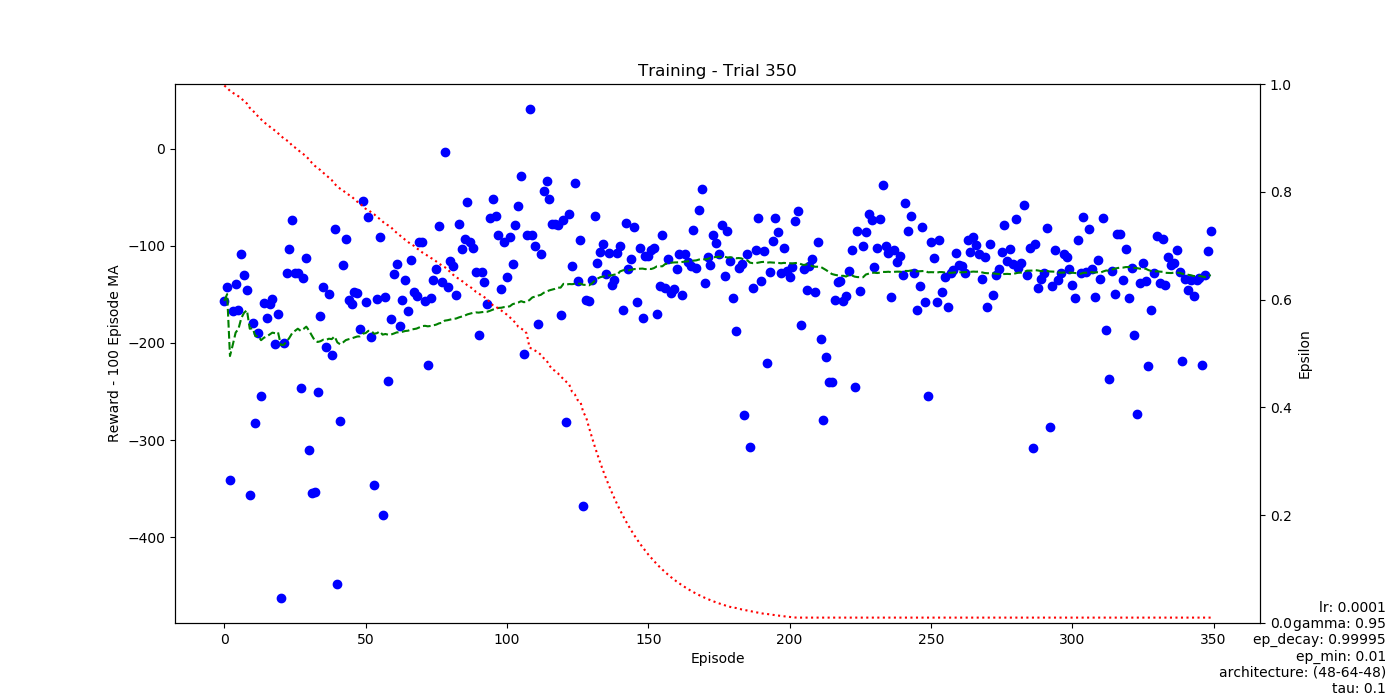 Training - Trial 350
Reward - 100 Episode MA
0
−100
−200
−300
−400
0
50
100
150
200
250
300
350
Episode
1.0
0.8
0.6
0.4
0.2
0.0
Epsilon
lr: 0.0001
gamma: 0.95
ep_decay: 0.99995
ep_min: 0.01
architecture: (48-64-48)
tau: 0.1